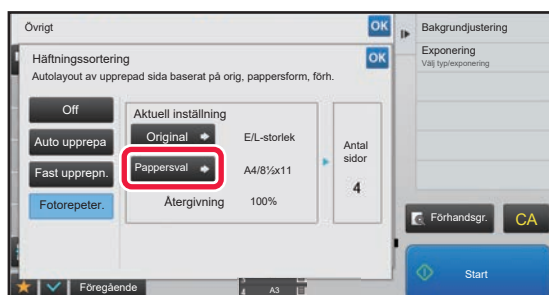 Övrigt
OK
Häftningssortering
OK
Autolayout av upprepad sida baserat på orig, pappersform, förh.
Off
Auto upprepa
Fast upprepn.
Fotorepeter.
Aktuell inställning
Original
E/L-storlek
Pappersval
A4/8½x11
Återgivning
100%
Antal
sidor
4
Föregående
A3
4
Bakgrundjustering
Exponering
Välj typ/exponering
Förhandsgr.
CA
Start